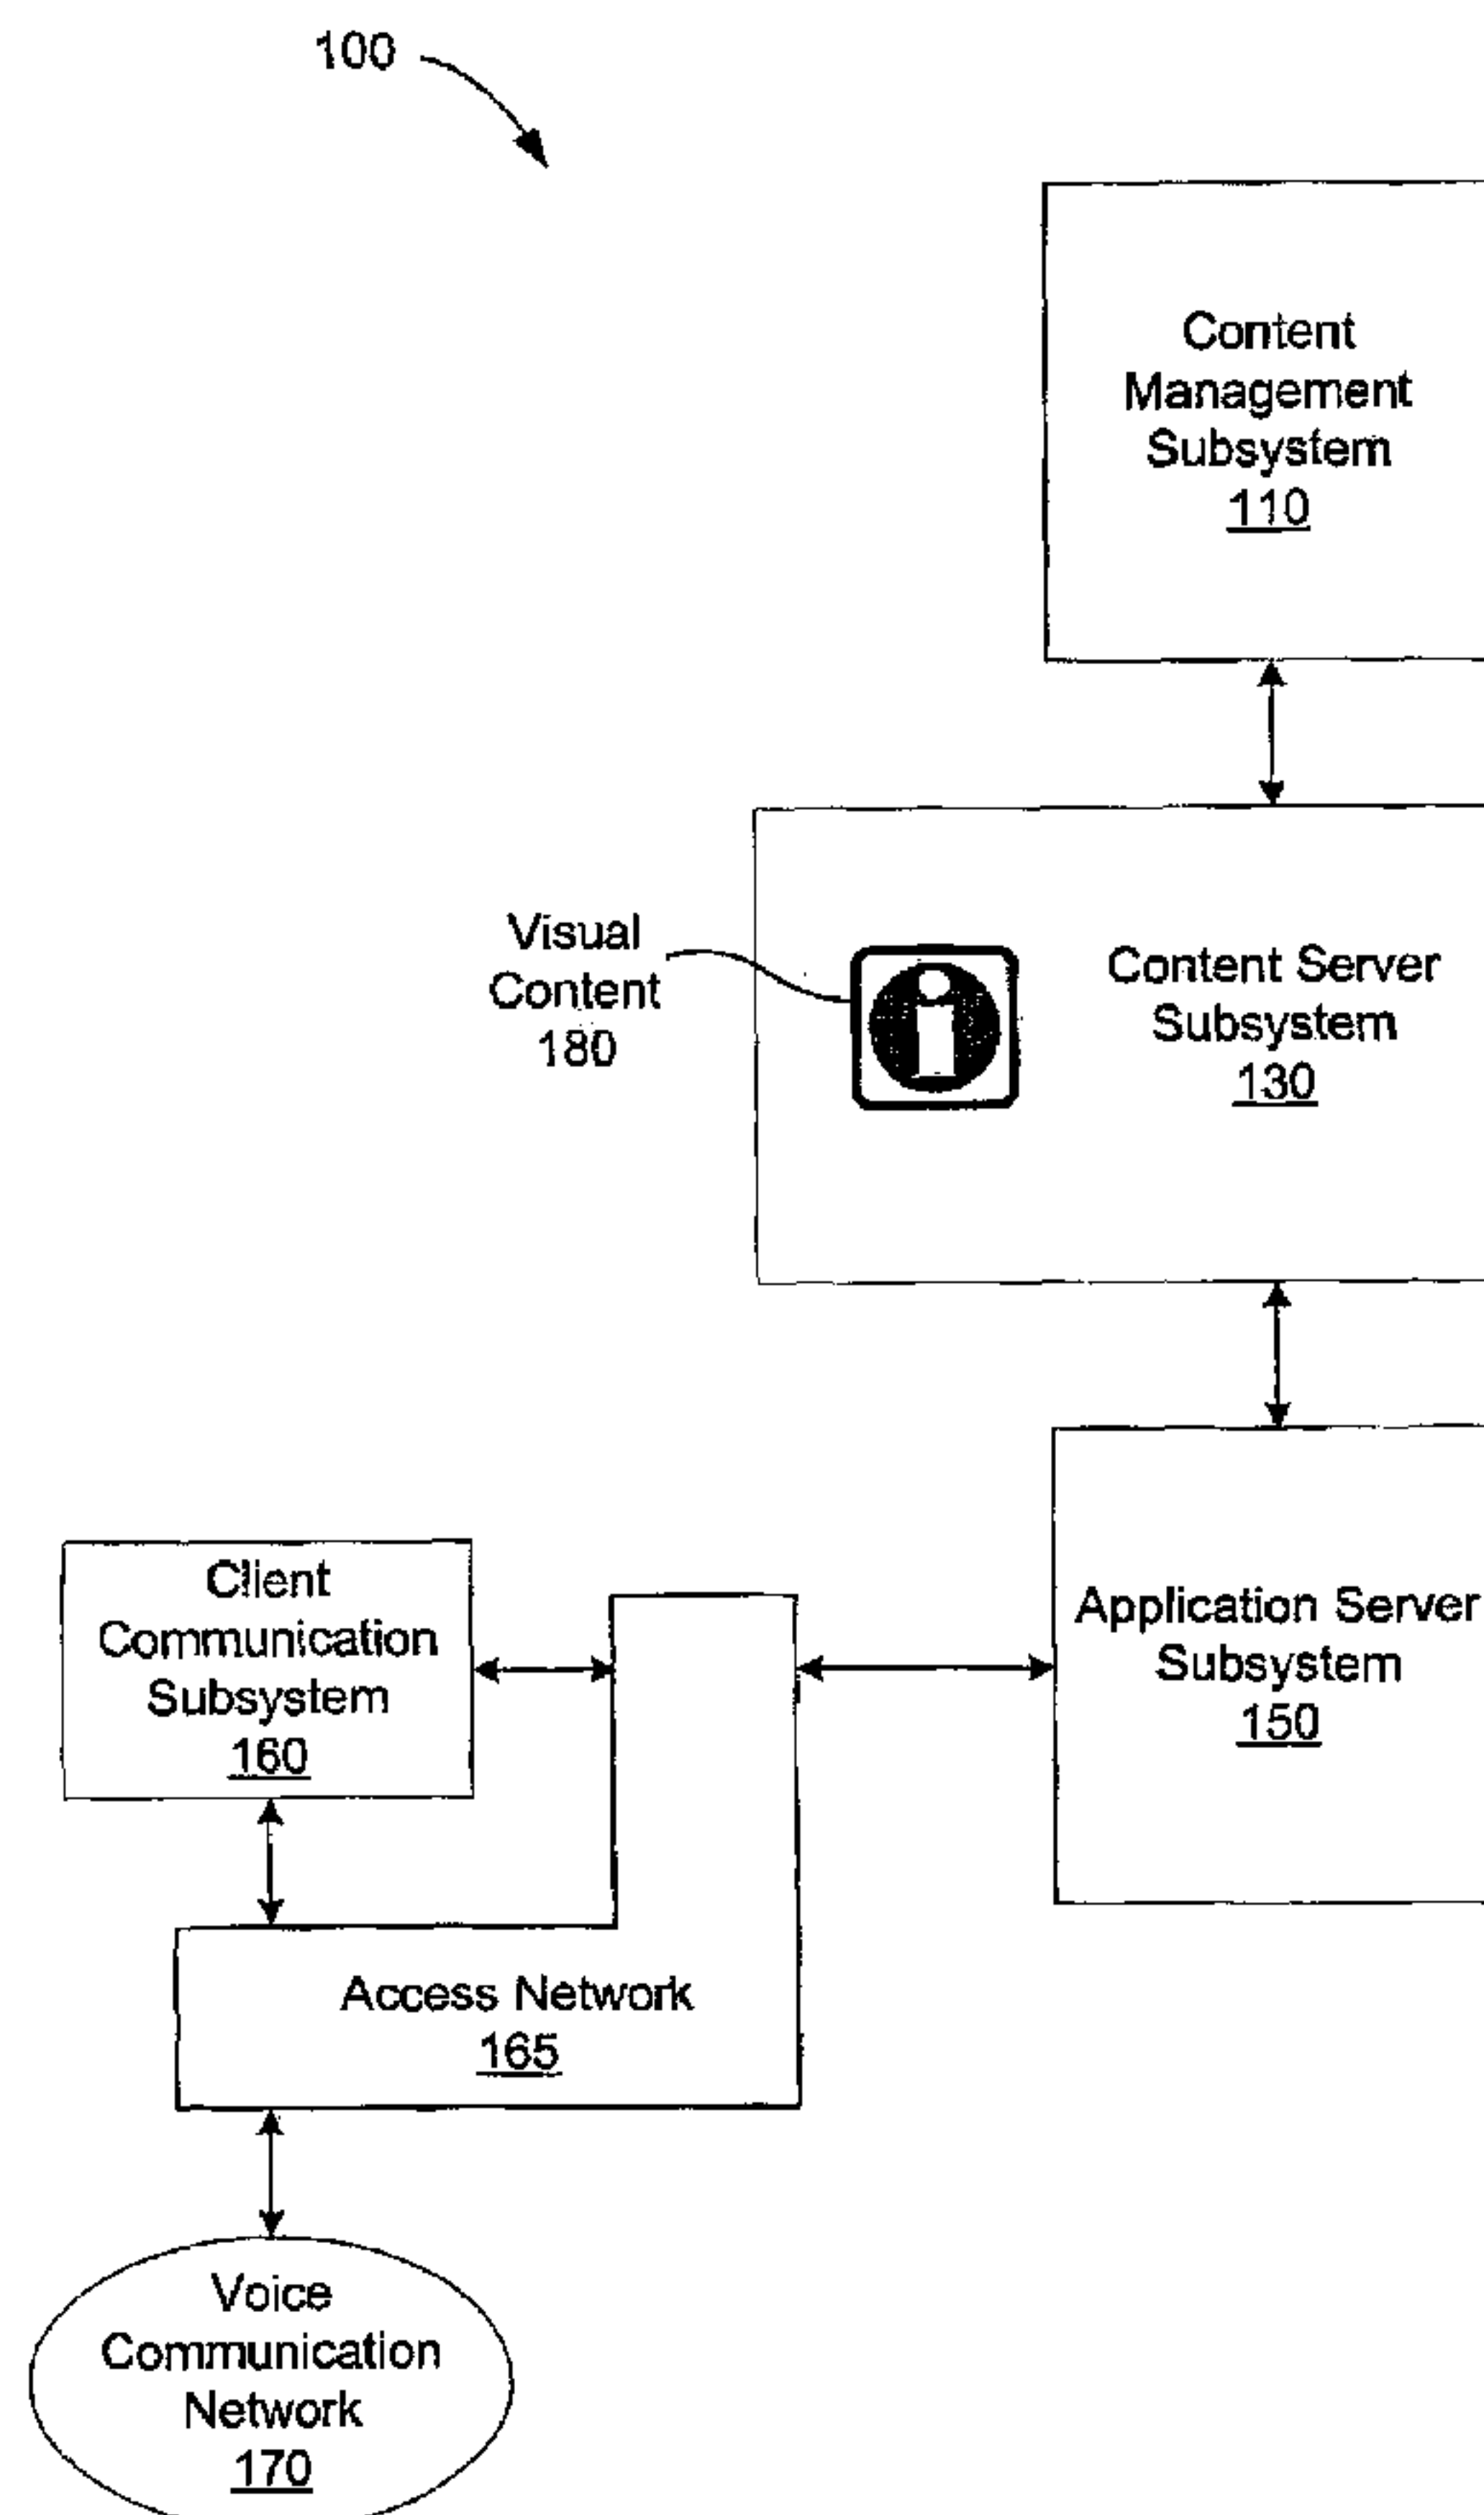 100
Content
Management
Subsystem
110
Visual
Content
180
Content Server
Subsystem
130
Client
Communication
Subsystem
160
Application Server
Subsystem
150
Access Network
165
Voice
Communication
Network
170